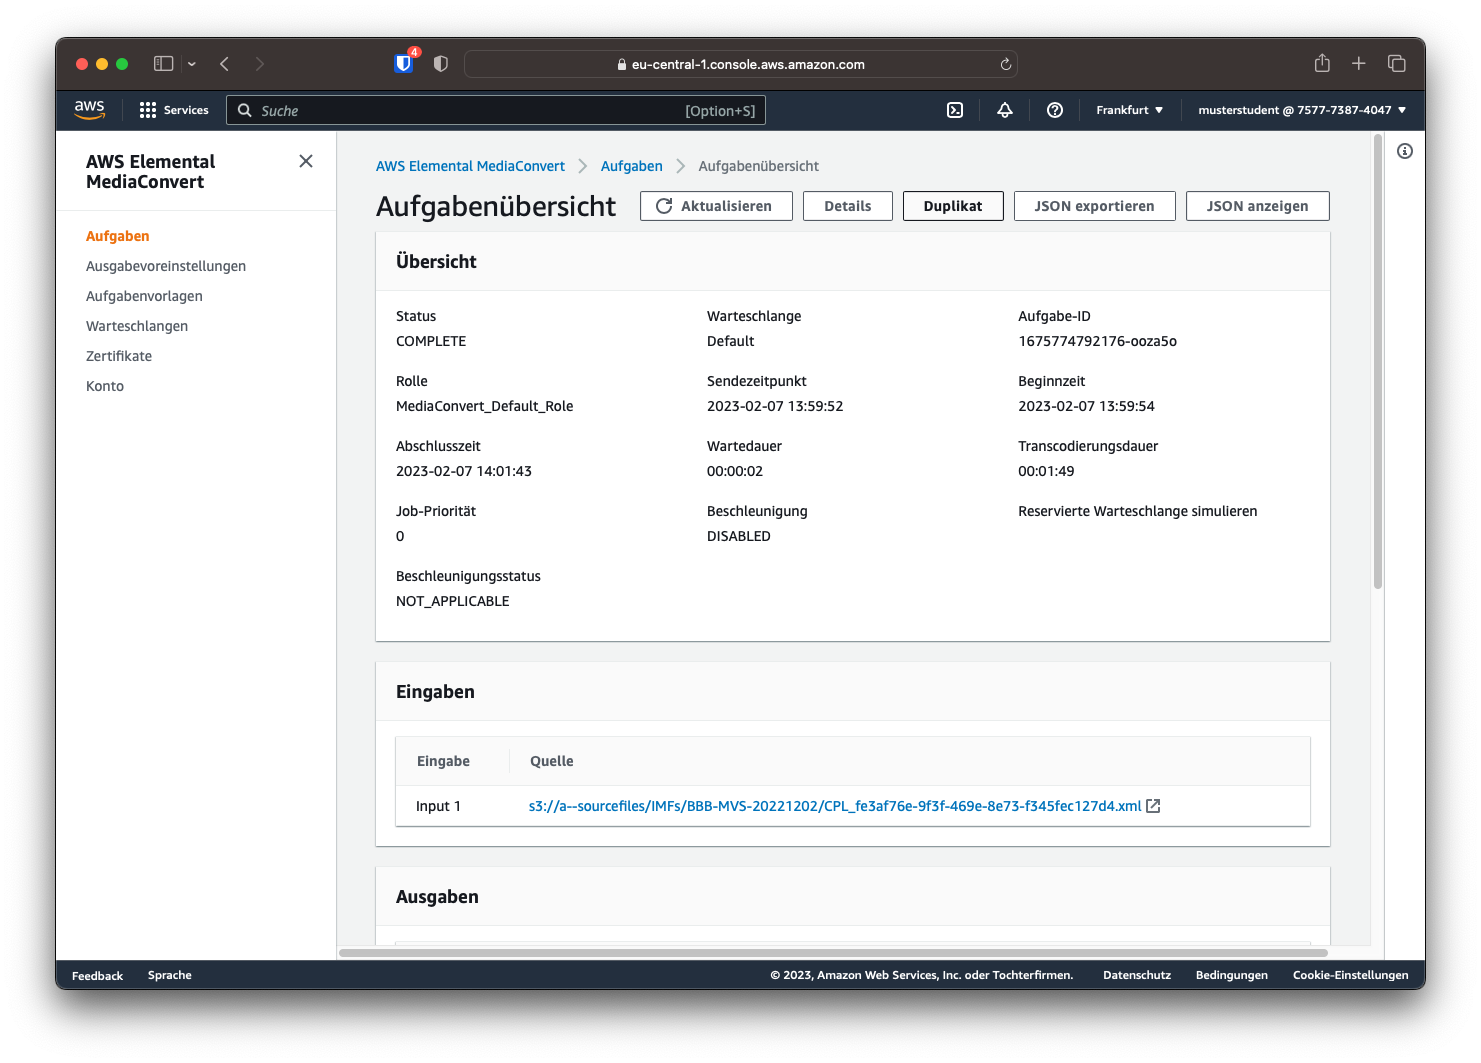 4
eu-central-1.console.aws.amazon.com
aws
Services
Suche
[Option+S]
Frankfurt
musterstudent @ 7577-7387-4047
AWS Elemental
MediaConvert
Aufgaben
Ausgabevoreinstellungen
Aufgabenvorlagen
Warteschlangen
Zertifikate
Konto
AWS Elemental MediaConvert
Aufgaben
Aufgabenübersicht
Aufgabenübersicht
Aktualisieren
Details
Duplikat
JSON exportieren
JSON anzeigen
Übersicht
Status
COMPLETE
Warteschlange
Default
Aufgabe-ID
1675774792176-ooza5o
Rolle
MediaConvert_Default_Role
Sendezeitpunkt
2023-02-07 13:59:52
Beginnzeit
2023-02-07 13:59:54
Abschlusszeit
2023-02-07 14:01:43
Wartedauer
00:00:02
Transcodierungsdauer
00:01:49
Job-Priorität
0
Beschleunigung
DISABLED
Reservierte Warteschlange simulieren
Beschleunigungsstatus
NOT_APPLICABLE
Eingaben
Eingabe
Quelle
Input 1
s3://a--sourcefiles/IMFs/BBB-MVS-20221202/CPL_fe3af76e-9f3f-469e-8e73-f345fec127d4.xml
Ausgaben
Feedback
Sprache
© 2023, Amazon Web Services, Inc. oder Tochterfirmen.
Datenschutz
Bedingungen
Cookie-Einstellungen